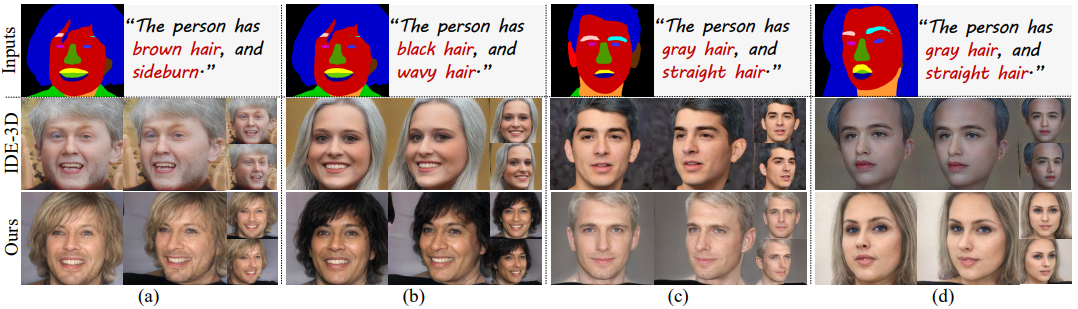 Inputs
“The person has
brown hair, and
sideburn.”
“The person has
black hair, and
wavy hair.”
“The person has
gray hair, and
straight hair.”
“The person has
gray hair, and
straight hair.”
IDE-3D
Ours
(a)
(b)
(c)
(d)